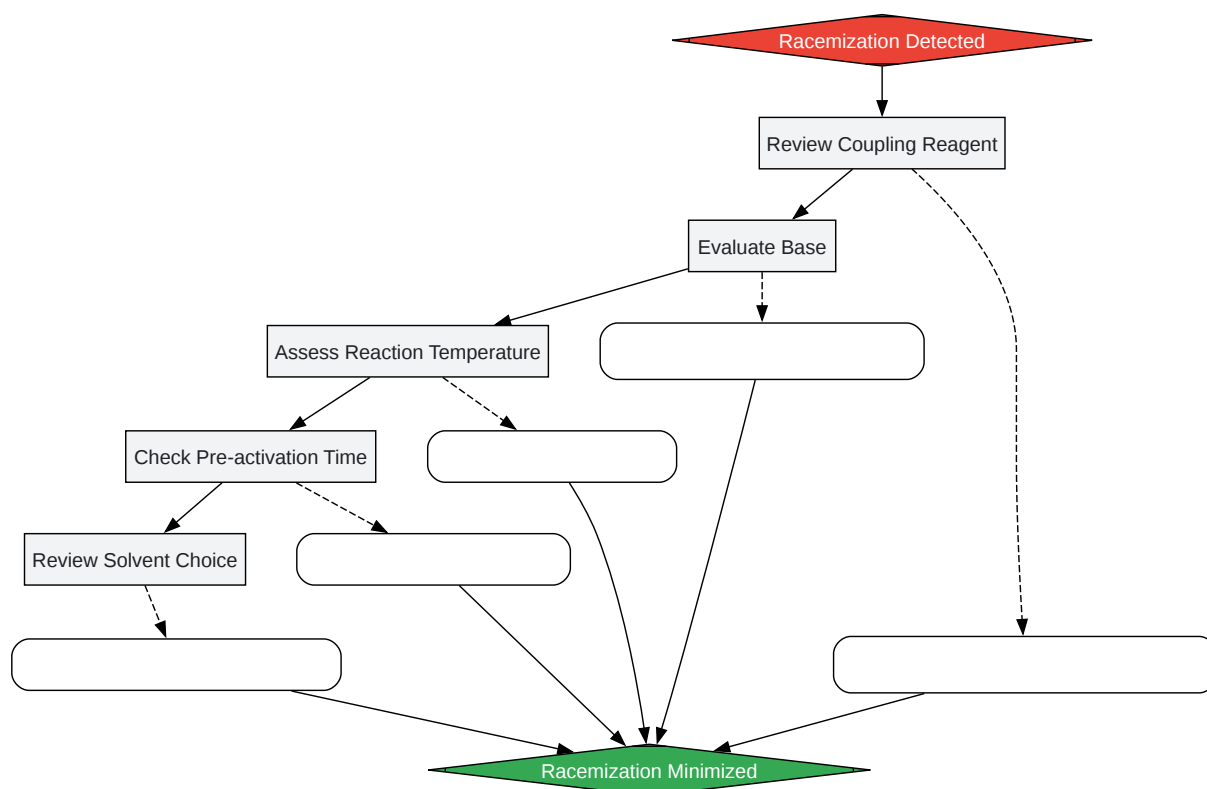 Racemization Detected
Review Coupling Reagent
Evaluate Base
Assess Reaction Temperature
Check Pre-activation Time
Review Solvent Choice
Racemization Minimized